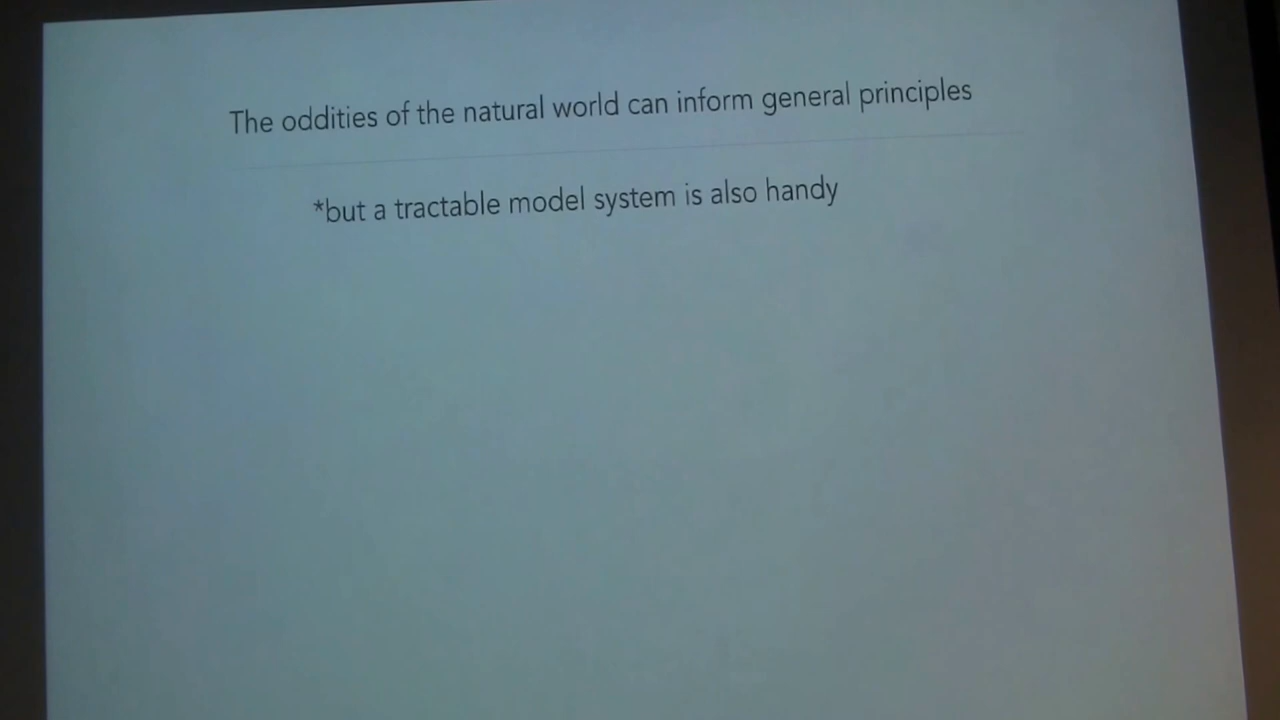 The oddities of the natural world can inform general principles
*but a tractable model system is also handy